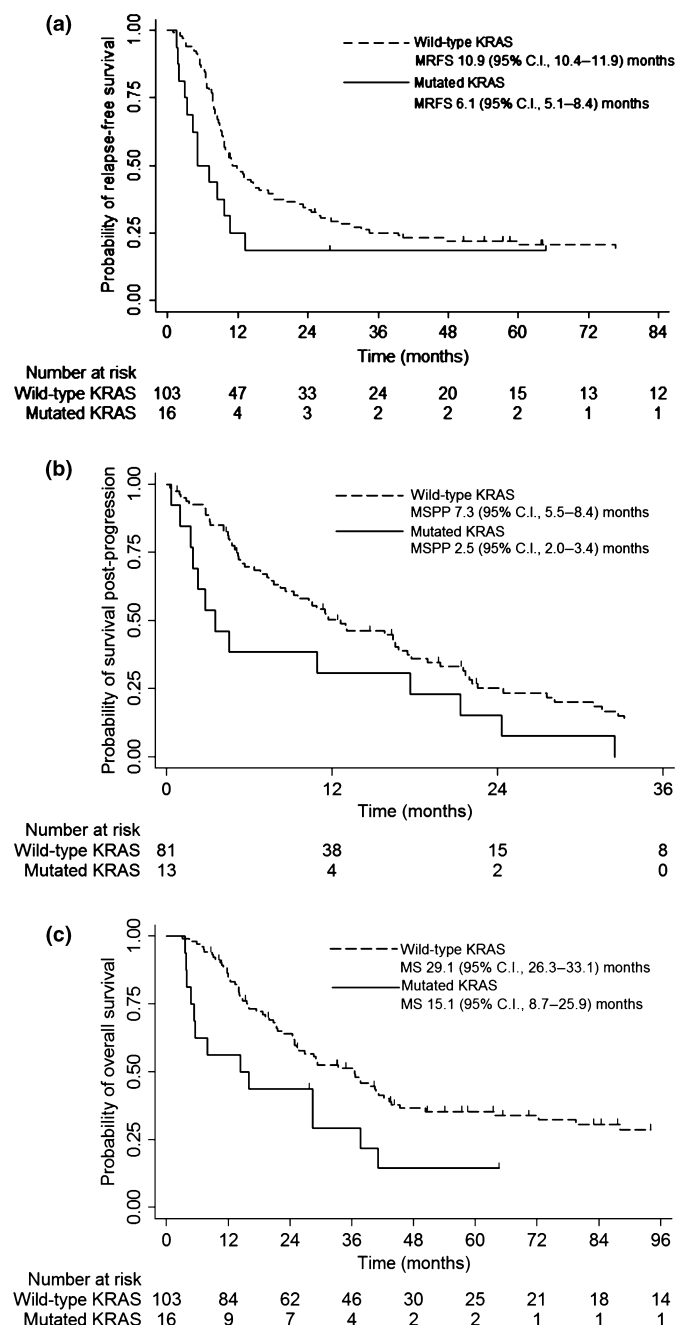 (a)
Probability of relapse-free survival
1.00
0.75
0.50
0.25
0.00
Wild-type KRAS
MRFS 10.9 (95% C.I., 10.4–11.9) months
Mutated KRAS
MRFS 6.1 (95% C.I., 5.1–8.4) months
0 12 24 36 48 60 72 84
Time (months)
Number at risk
Wild-type KRAS 103 47 33 24 20 15 13 12
Mutated KRAS 16 4 3 2 2 2 1 1
(b)
Probability of survival post-progression
1.00
0.75
0.50
0.25
0.00
Wild-type KRAS
MSPP 7.3 (95% C.I., 5.5–8.4) months
Mutated KRAS
MSPP 2.5 (95% C.I., 2.0–3.4) months
0 12 24 36
Time (months)
Number at risk
Wild-type KRAS 81 38 15 8
Mutated KRAS 13 4 2 0
(c)
Probability of overall survival
1.00
0.75
0.50
0.25
0.00
Wild-type KRAS
MS 29.1 (95% C.I., 26.3–33.1) months
Mutated KRAS
MS 15.1 (95% C.I., 8.7–25.9) months
0 12 24 36 48 60 72 84 96
Time (months)
Number at risk
Wild-type KRAS 103 84 62 46 30 25 21 18 14
Mutated KRAS 16 9 7 4 2 2 1 1 1